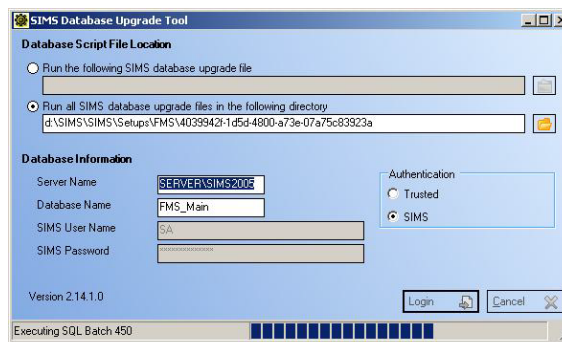 SIMS Database Upgrade Tool
Database Script File Location
Run the following SIMS database upgrade file
Run all SIMS database upgrade files in the following directory
d:\SIMS\SIMS\Setups\FMS\4039942f-1d5d-4800-a73e-07a75c83923a
Database Information
Server Name
SERVER\SIMS2005
Database Name
FMS_Main
SIMS User Name
SA
SIMS Password
*************
Authentication
Trusted
SIMS
Version 2.14.1.0
Login
Cancel
Executing SQL Batch 450